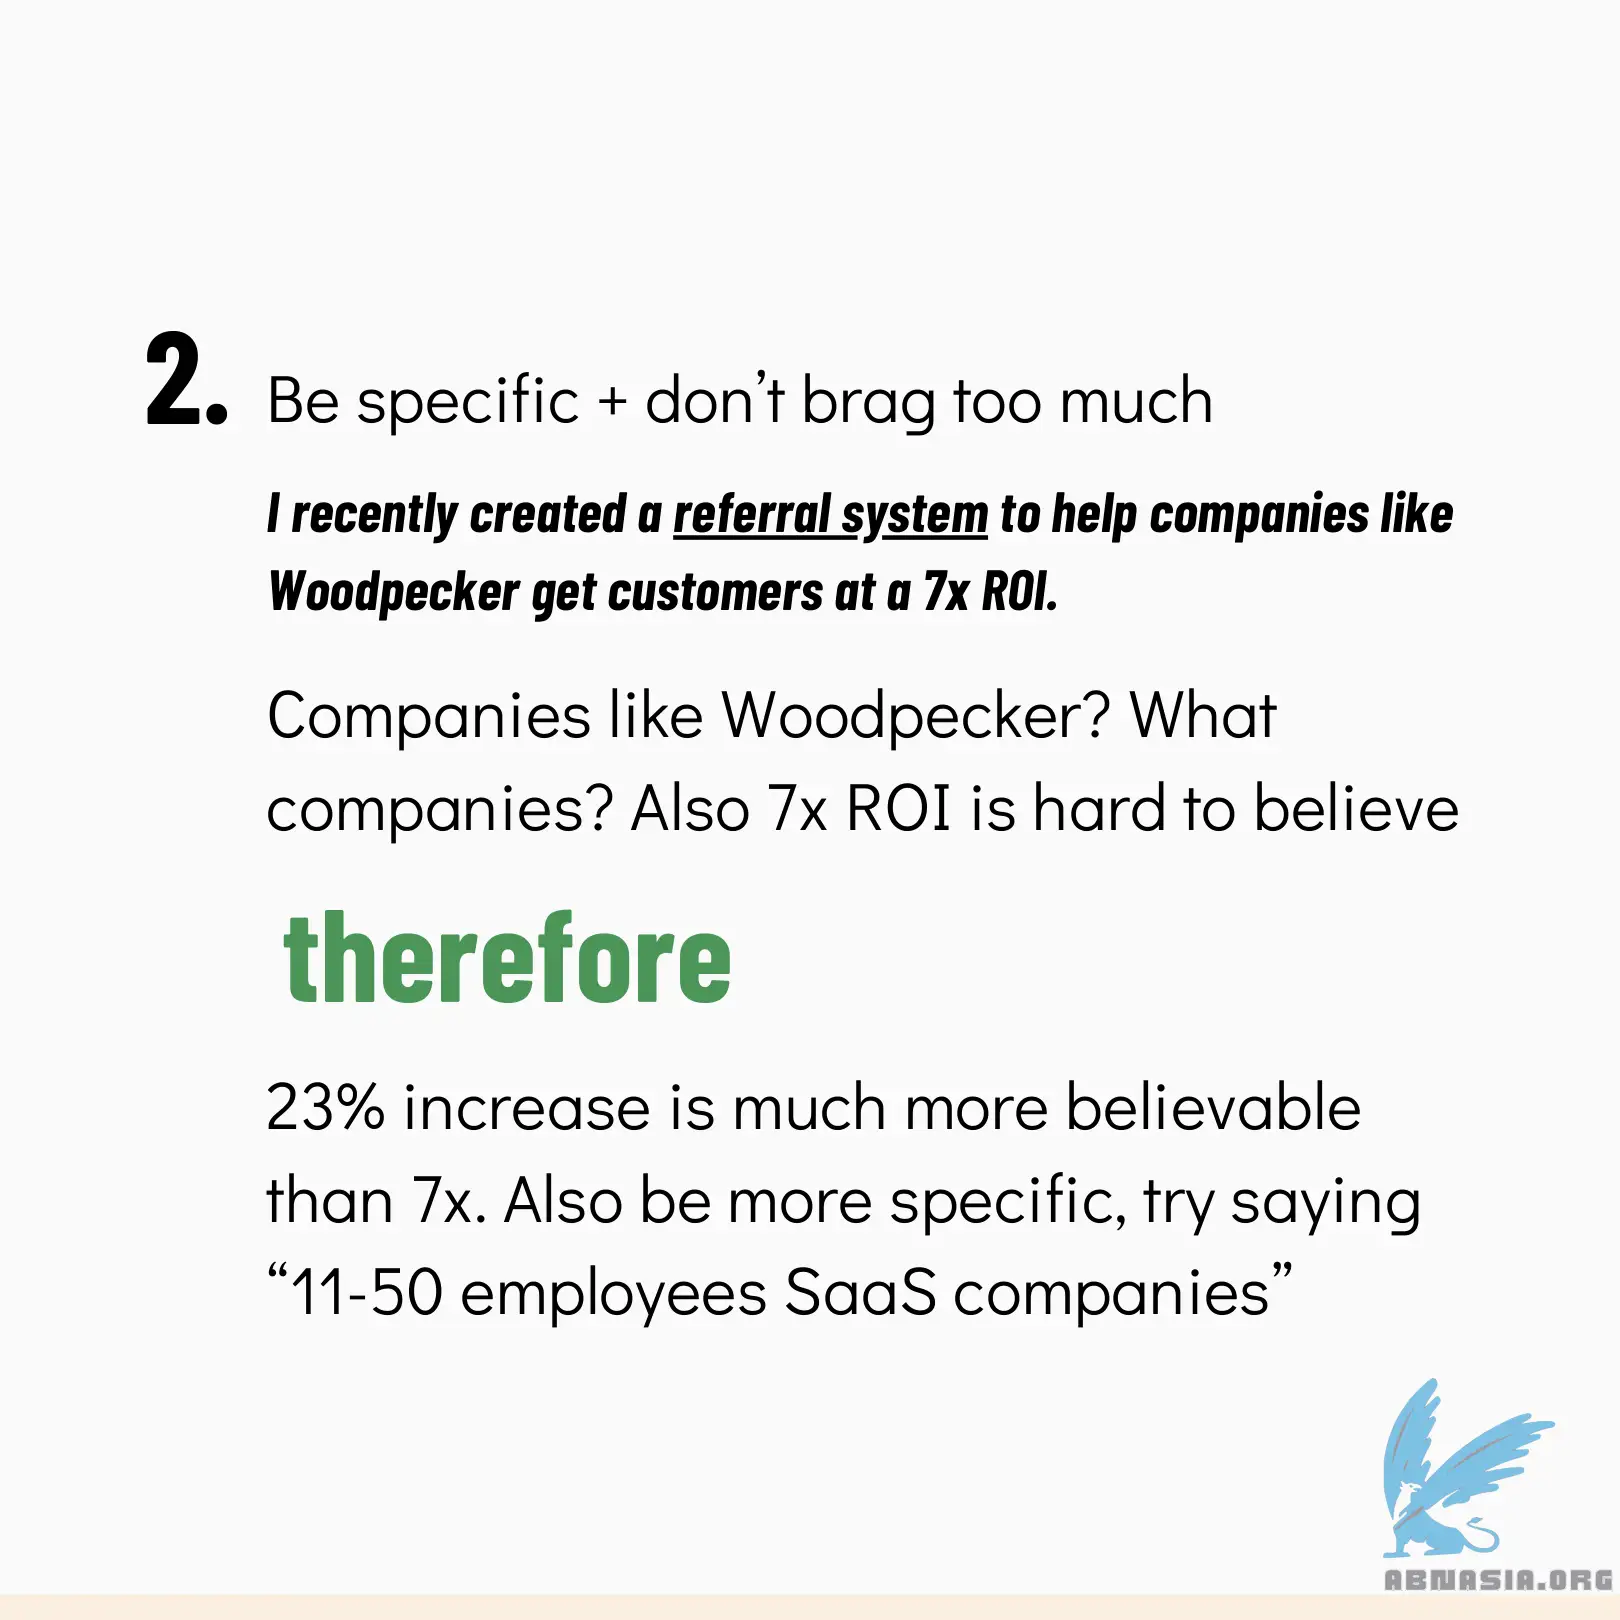 2. Be specific + don’t brag too much
I recently created a referral system to help companies like
Woodpecker get customers at a 7x ROI.
Companies like Woodpecker? What
companies? Also 7x ROI is hard to believe
therefore
23% increase is much more believable
than 7x. Also be more specific, try saying
“11-50 employees SaaS companies”
ABNASIA.ORG